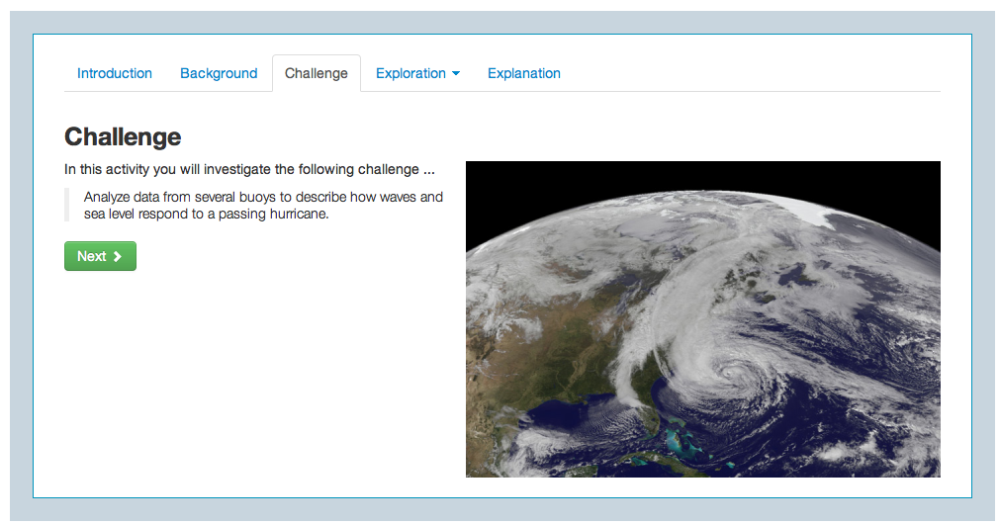 Introduction
Background
Challenge
Exploration
Explanation
Challenge
In this activity you will investigate the following challenge ...
Analyze data from several buoys to describe how waves and
sea level respond to a passing hurricane.
Next